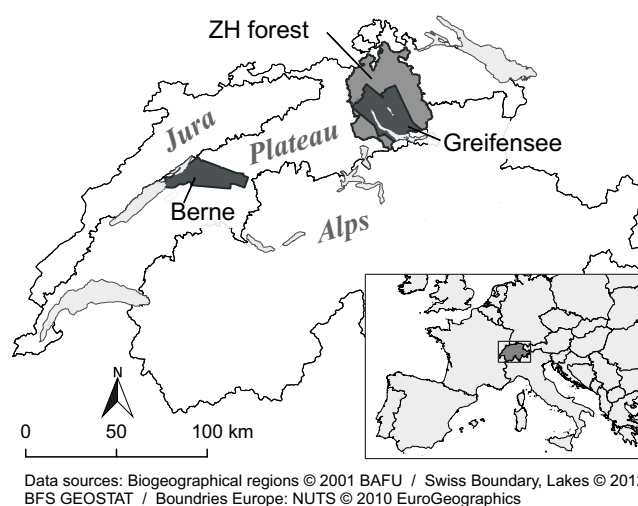 ZH forest
Jura
Plateau
Greifensee
Berne
Alps
N
0 50 100 km
Data sources: Biogeographical regions © 2001 BAFU / Swiss Boundary, Lakes © 2012
BFS GEOSTAT / Boundries Europe: NUTS © 2010 EuroGeographics